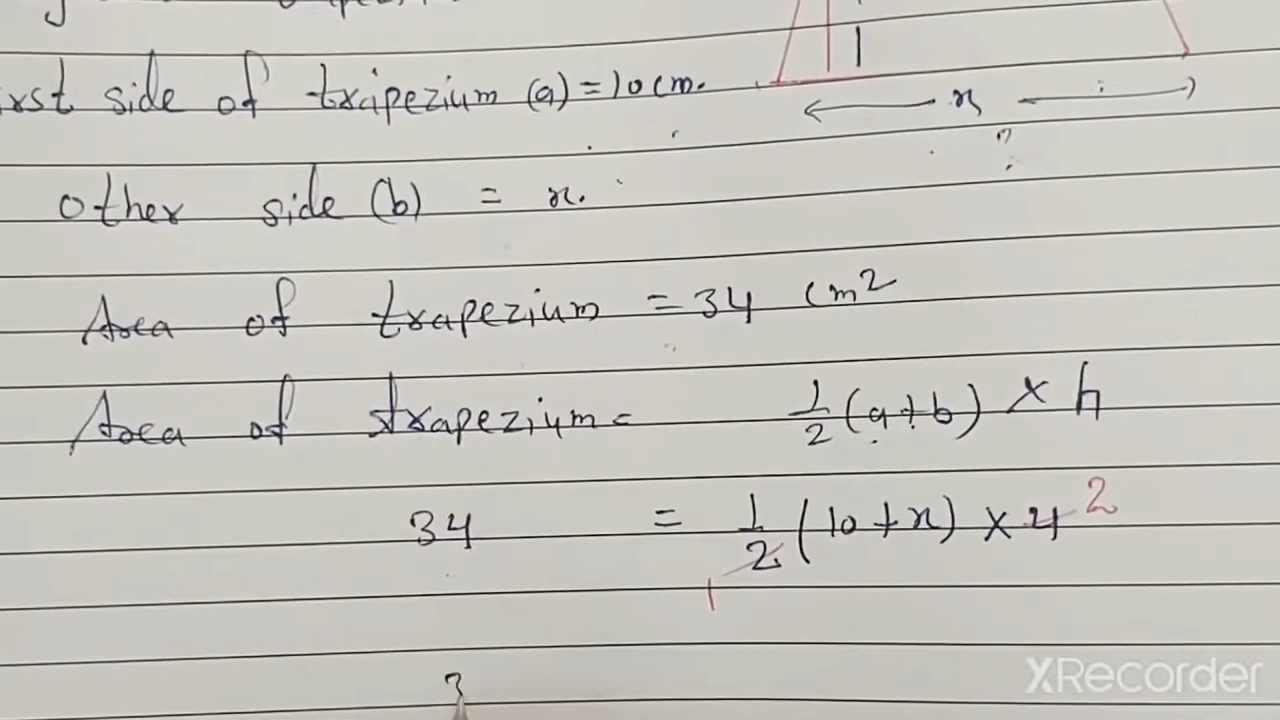 irst side of trapezium (a) = 10 cm.
x
?
Other side (b) = x.
Area of trapezium = 34 cm²
Area of trapezium = 1/2 (a+b) × h
34 = 1/2 (10+x) × 4 2
1
3
XRecorder